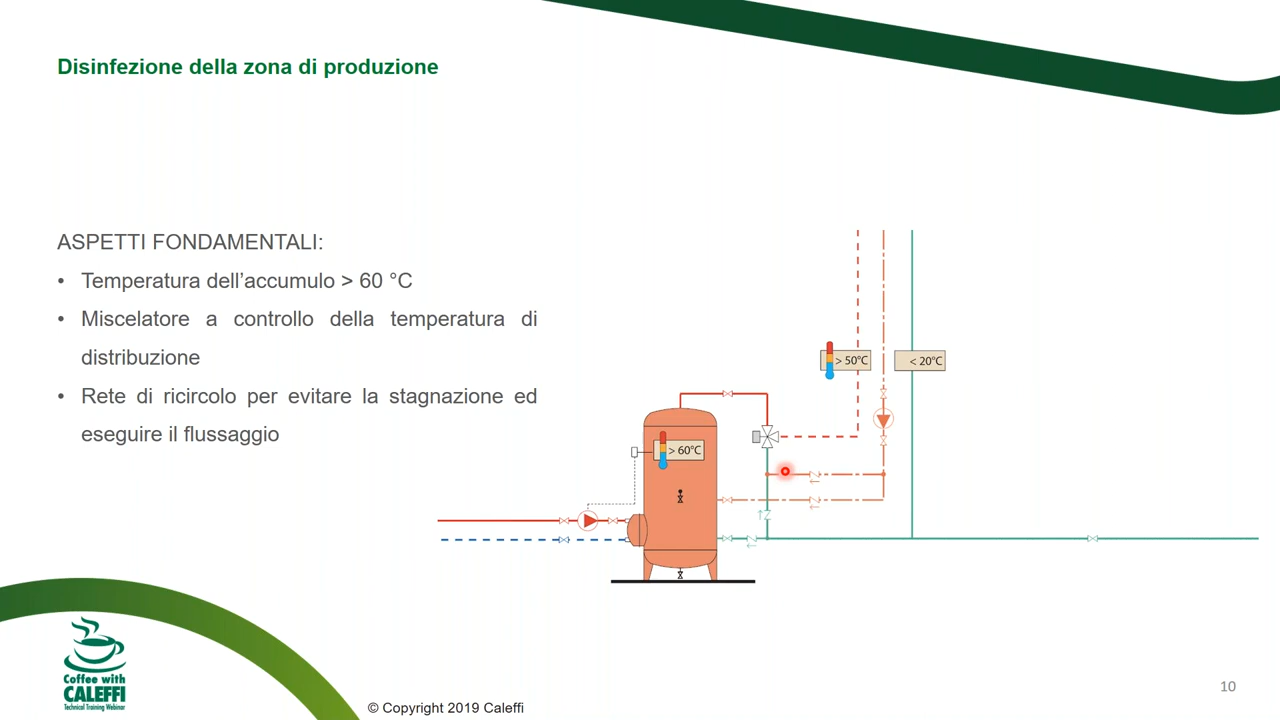 Disinfezione della zona di produzione
ASPETTI FONDAMENTALI:
• Temperatura dell’accumulo > 60 °C
• Miscelatore a controllo della temperatura di
distribuzione
• Rete di ricircolo per evitare la stagnazione ed
eseguire il flussaggio
> 50°C
< 20°C
> 60°C
Coffee with
CALEFFI
Technical Training Webinar
© Copyright 2019 Caleffi
10